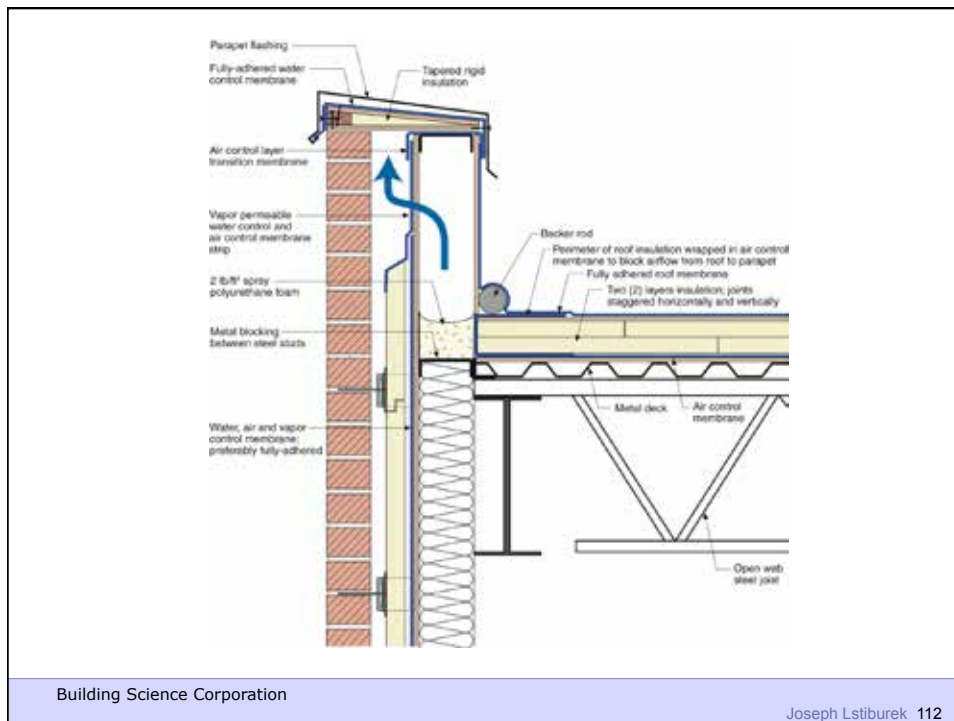 Parapet flashing
Fully-adhered water
control membrane
Tapered rigid
insulation
Air control layer
transition membrane
Vapor permeable
water control and
air control membrane
strip
2 lb/ft³ spray
polyurethane foam
Metal blocking
between steel studs
Water, air and vapor
control membrane;
preferably fully-adhered
Backer rod
Perimeter of roof insulation wrapped in air control
membrane to block airflow from roof to parapet
Fully adhered roof membrane
Two (2) layers insulation; joints
staggered horizontally and vertically
Metal deck
Air control
membrane
Open web
steel joist
Building Science Corporation
Joseph Lstiburek 112